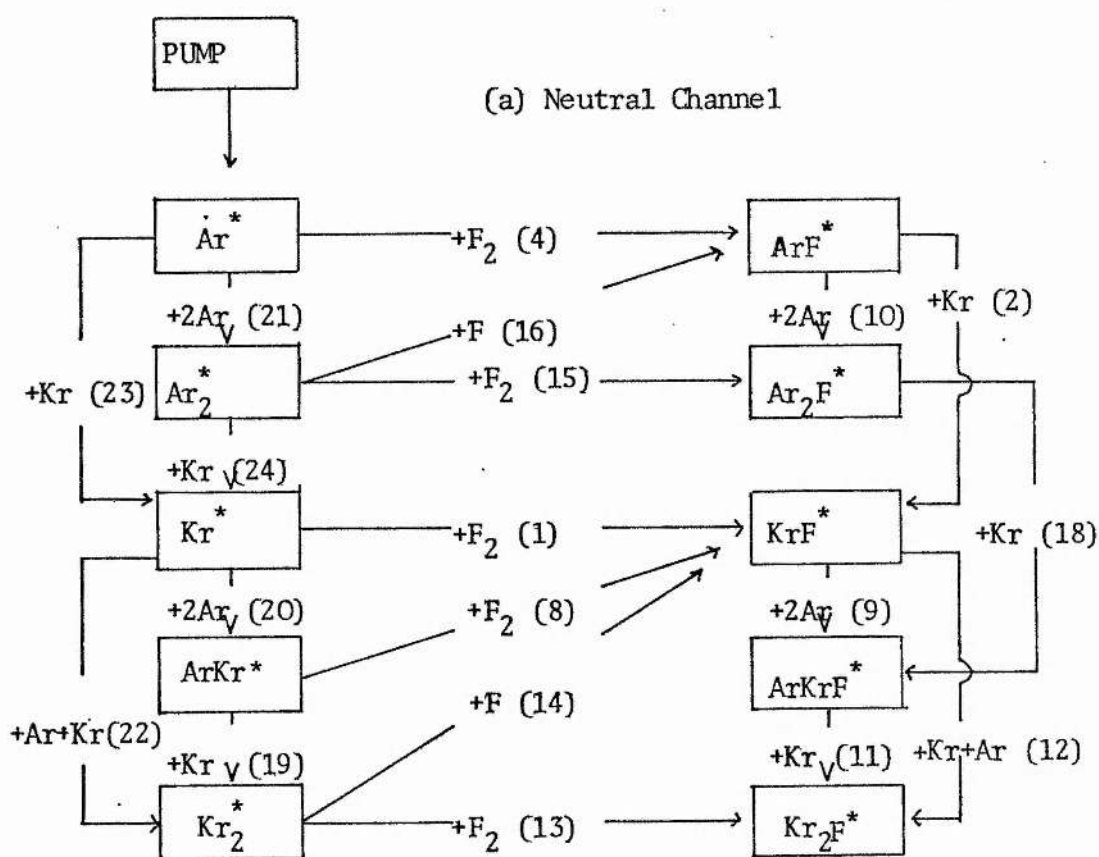 PUMP
(a) Neutral Channel
Ar* +F2 (4) ArF*
+2Ar (21) +F (16) +2Ar (10) +Kr (2)
+Kr (23) Ar2* +F2 (15) Ar2F*
+Kr (24)
Kr* +F2 (1) KrF* +Kr (18)
+2Ar (20) +F2 (8) +2Ar (9)
ArKr* ArKrF*
+F (14)
+Ar+Kr(22) +Kr (19) +Kr (11) +Kr+Ar (12)
Kr2* +F2 (13) Kr2F*